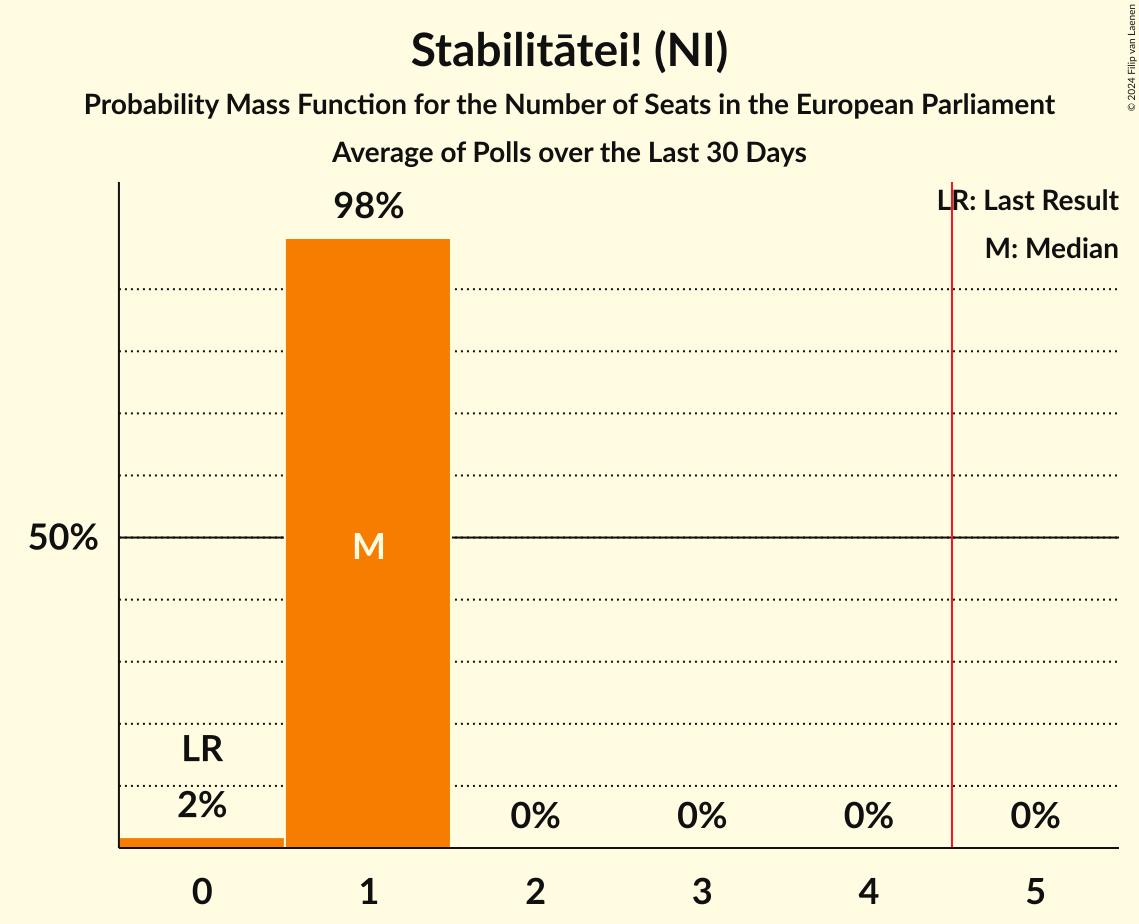 Stabilitātei! (NI)
Probability Mass Function for the Number of Seats in the European Parliament
Average of Polls over the Last 30 Days
© 2024 Filip van Laenen
98%
LR: Last Result
M: Median
50%
M
LR
2%
0%
0%
0%
0%
0
1
2
3
4
5